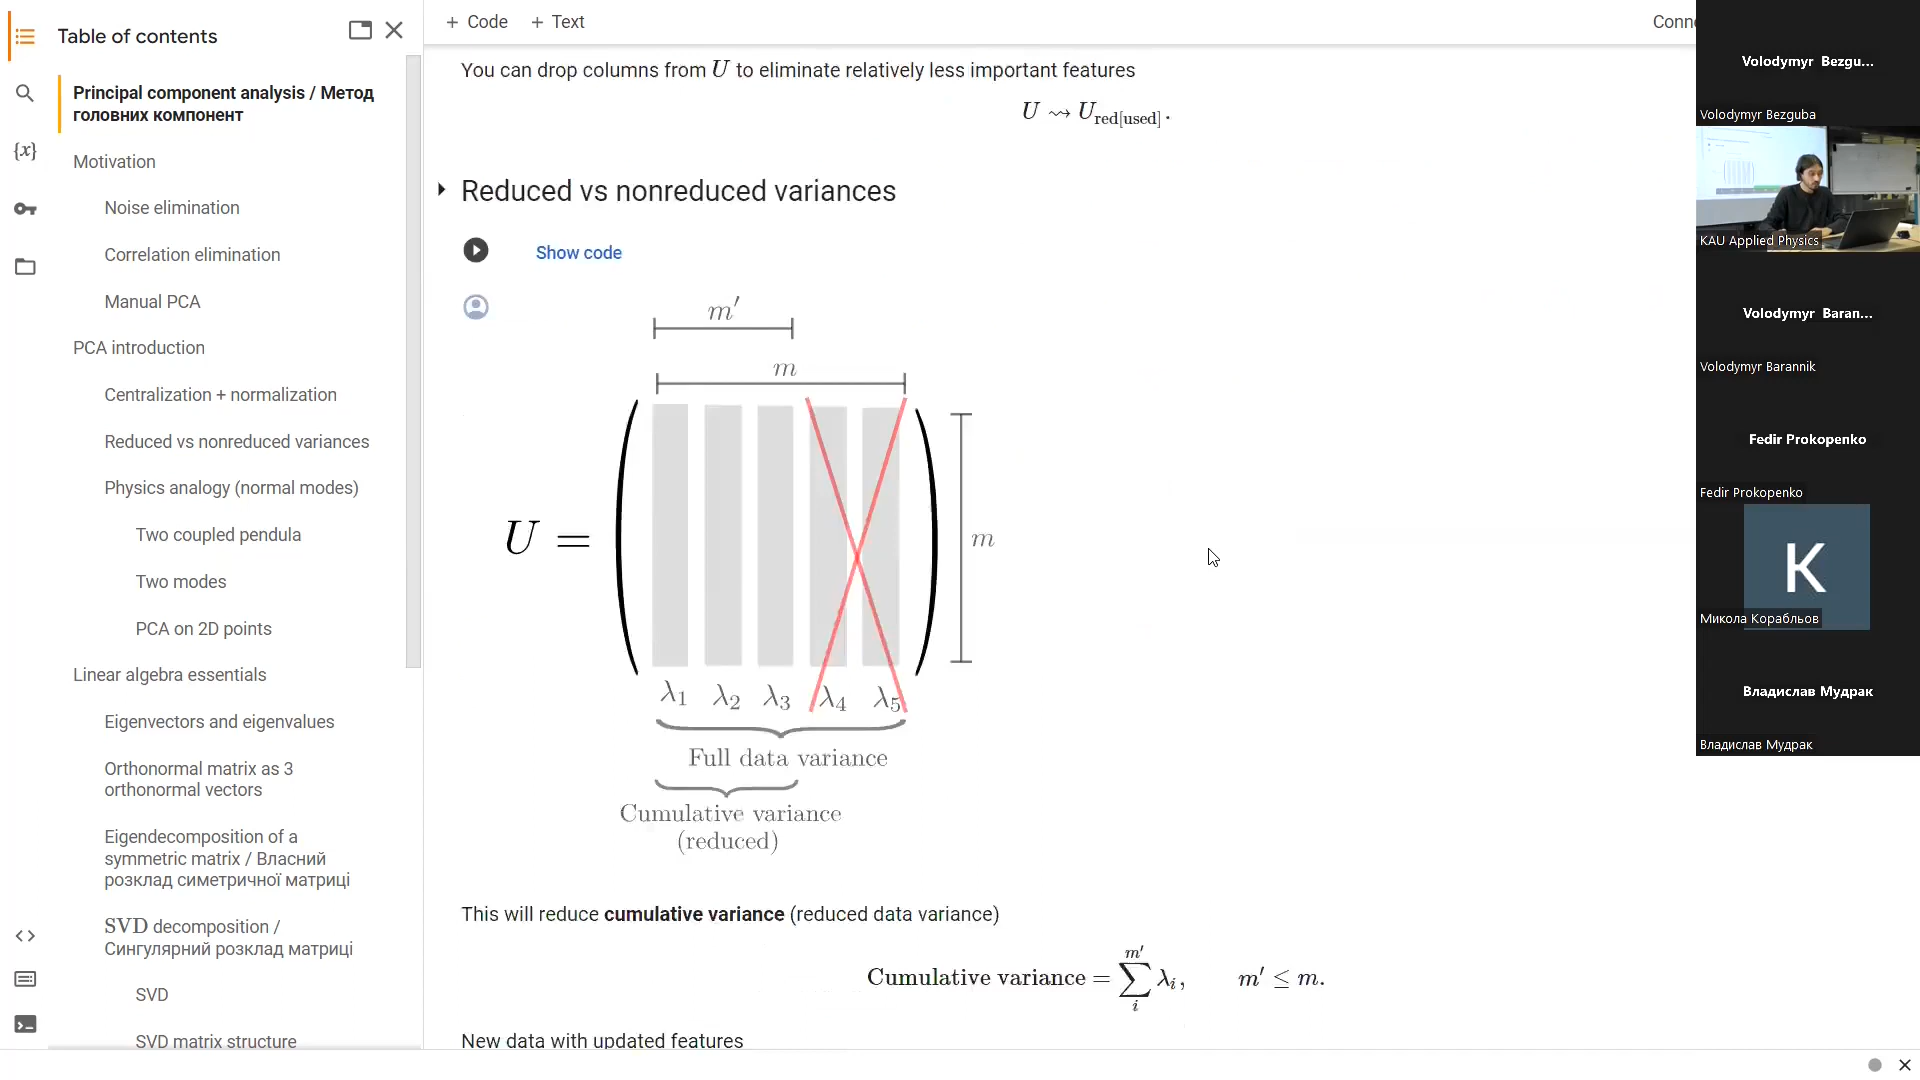 Table of contents
Principal component analysis / Метод
головних компонент
Motivation
Noise elimination
Correlation elimination
Manual PCA
PCA introduction
Centralization + normalization
Reduced vs nonreduced variances
Physics analogy (normal modes)
Two coupled pendula
Two modes
PCA on 2D points
Linear algebra essentials
Eigenvectors and eigenvalues
Orthonormal matrix as 3
orthonormal vectors
Eigendecomposition of a
symmetric matrix / Власний
розклад симетричної матриці
SVD decomposition /
Сингулярний розклад матриці
SVD
SVD matrix structure
{x}
+ Code + Text
Conne
You can drop columns from U to eliminate relatively less important features
U ⇝ U_red[used].
Reduced vs nonreduced variances
Show code
m′
m
U =
m
λ₁ λ₂ λ₃ λ₄ λ₅
Full data variance
Cumulative variance
(reduced)
This will reduce cumulative variance (reduced data variance)
Cumulative variance = ∑_i^{m′} λ_i, m′ ≤ m.
New data with updated features
Volodymyr Bezgu...
Volodymyr Bezguba
KAU Applied Physics
Volodymyr Baran...
Volodymyr Barannik
Fedir Prokopenko
Fedir Prokopenko
K
Микола Корабльов
Владислав Мудрак
Владислав Мудрак